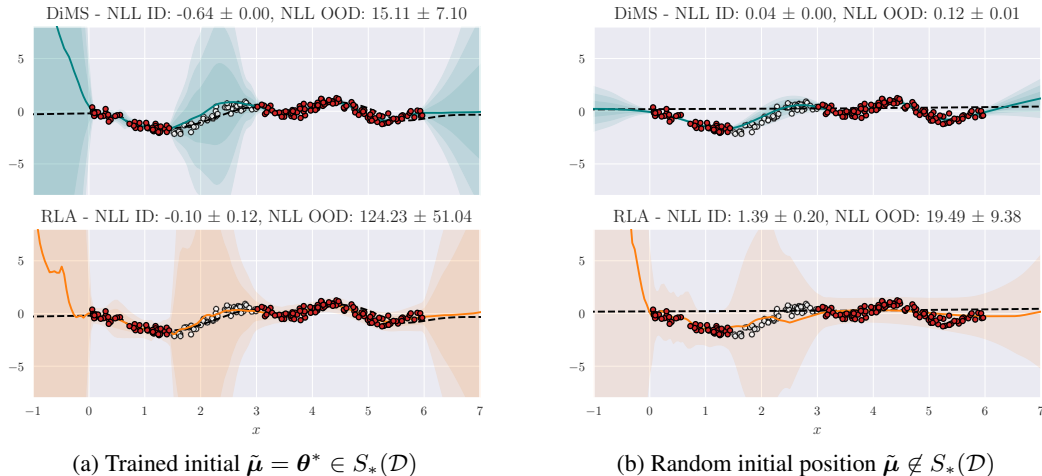 DiMS - NLL ID: -0.64 ± 0.00, NLL OOD: 15.11 ± 7.10
5
0
−5
RLA - NLL ID: -0.10 ± 0.12, NLL OOD: 124.23 ± 51.04
5
0
−5
−1 0 1 2 3 4 5 6 7
x
(a) Trained initial μ̃ = θ* ∈ S∗(𝒟)
DiMS - NLL ID: 0.04 ± 0.00, NLL OOD: 0.12 ± 0.01
5
0
−5
RLA - NLL ID: 1.39 ± 0.20, NLL OOD: 19.49 ± 9.38
5
0
−5
−1 0 1 2 3 4 5 6 7
x
(b) Random initial position μ̃ ∉ S∗(𝒟)